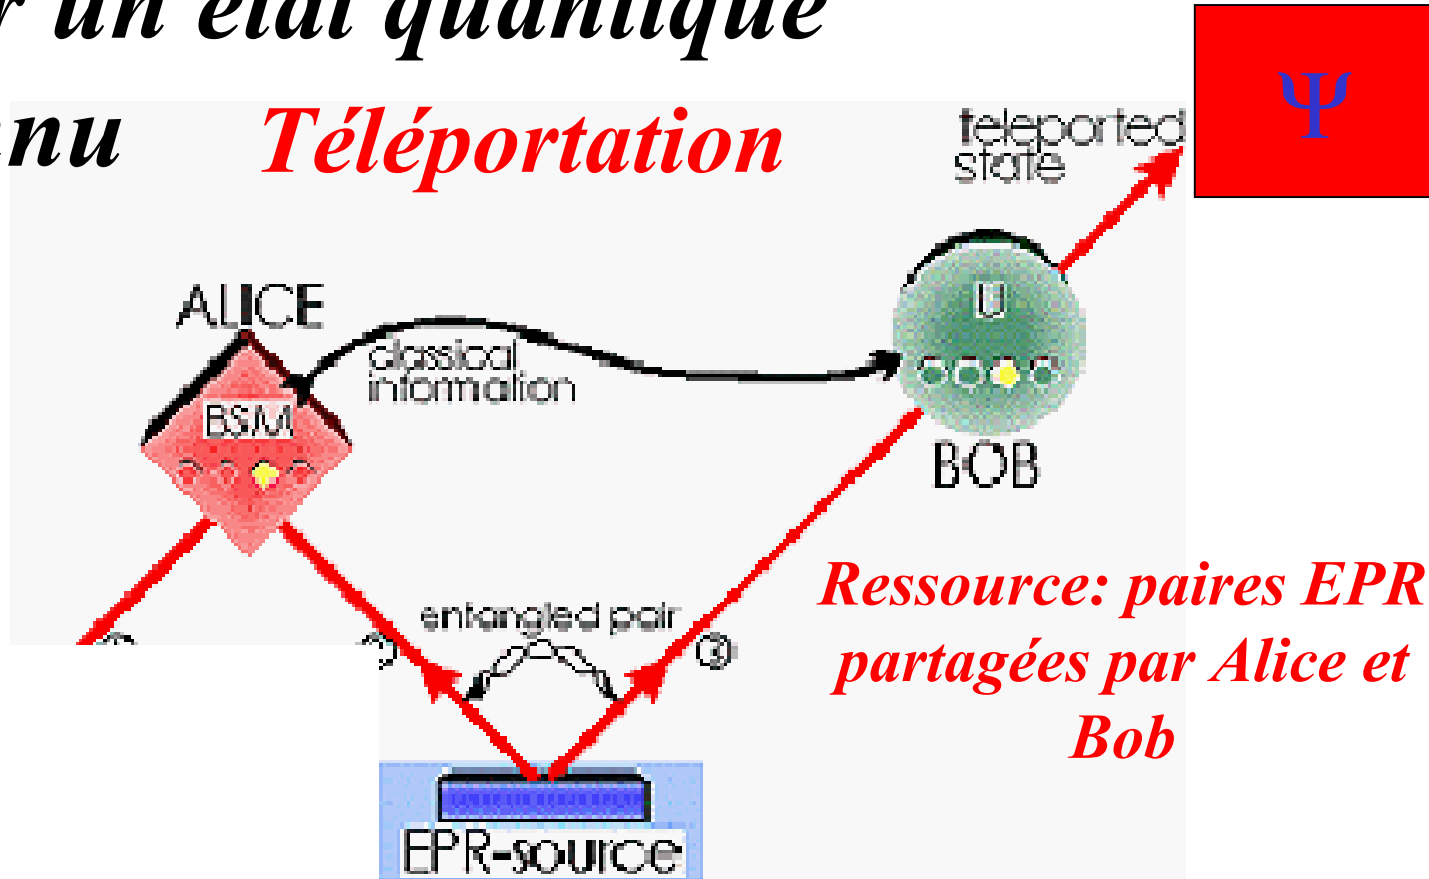 un état quantique
Téléportation
Ψ
teleported
state
ALICE
classical
information
BSM
U
BOB
entangled pair
③
Ressource: paires EPR
partagées par Alice et
Bob
EPR-source